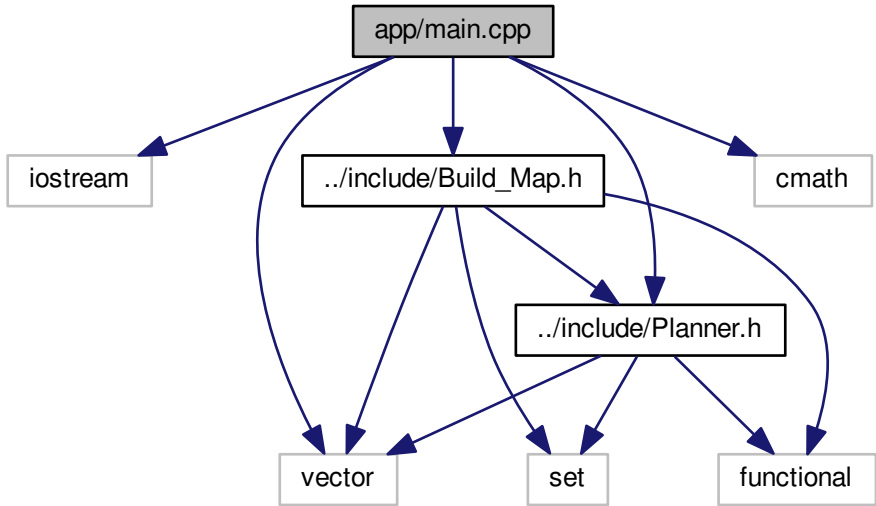 app/main.cpp
iostream
../include/Build_Map.h
cmath
../include/Planner.h
vector
set
functional